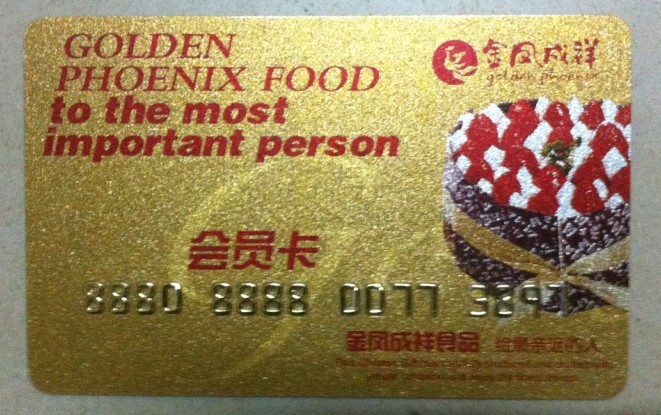 GOLDEN
PHOENIX FOOD
to the most
important person
金凤成祥
golden phoenix
会员卡
8880 8888 0077 3897
金凤成祥食品 给最亲近的人